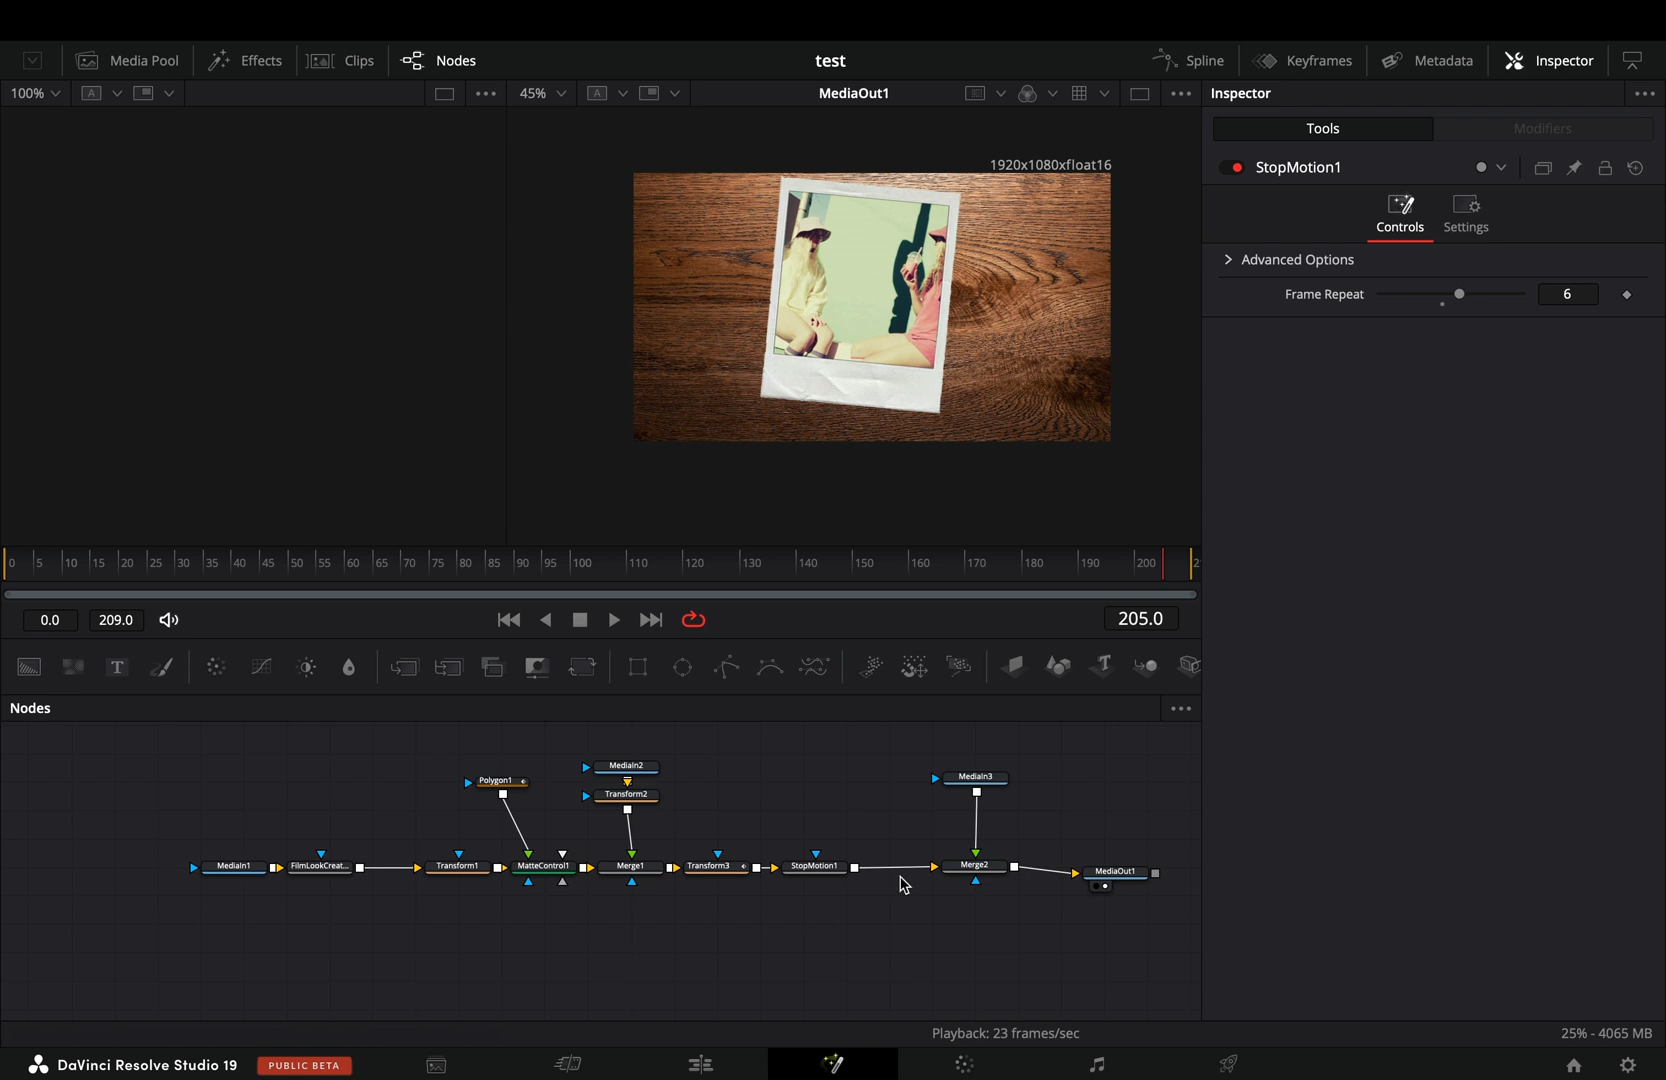 Media Pool Effects Clips Nodes test Spline Keyframes Metadata Inspector
100% A 45% A MediaOut1 Inspector
Tools Modifiers
1920x1080xfloat16
StopMotion1
Controls Settings
Advanced Options
Frame Repeat 6
0 5 10 15 20 25 30 35 40 45 50 55 60 65 70 75 80 85 90 95 100 110 120 130 140 150 160 170 180 190 200 2
0.0 209.0 205.0
T
Nodes
MediaIn2
Polygon1 MediaIn3
Transform2
MediaIn1 FilmLookCreat... Transform1 MatteControl1 Merge1 Transform3 StopMotion1 Merge2 MediaOut1
Playback: 23 frames/sec 25% - 4065 MB
DaVinci Resolve Studio 19 PUBLIC BETA